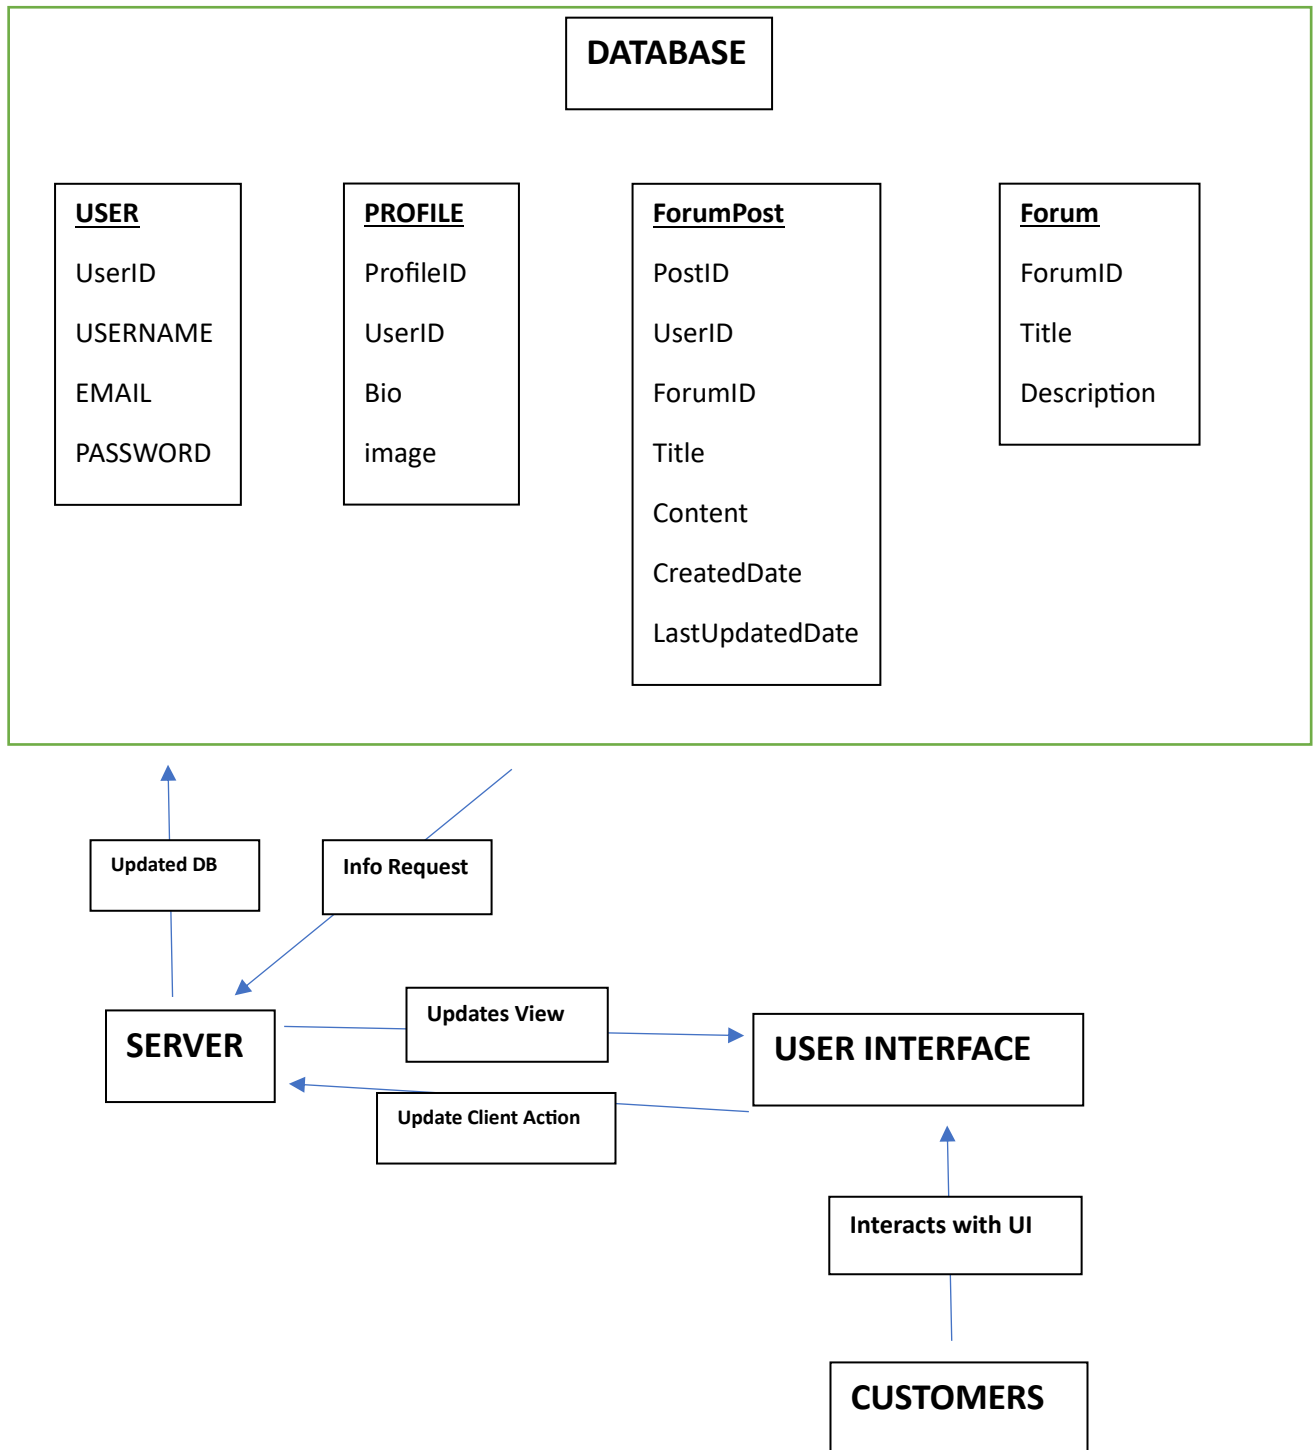 DATABASE
USER
UserID
USERNAME
EMAIL
PASSWORD
PROFILE
ProfileID
UserID
Bio
image
ForumPost
PostID
UserID
ForumID
Title
Content
CreatedDate
LastUpdatedDate
Forum
ForumID
Title
Description
Updated DB
Info Request
SERVER
Updates View
Update Client Action
USER INTERFACE
Interacts with UI
CUSTOMERS